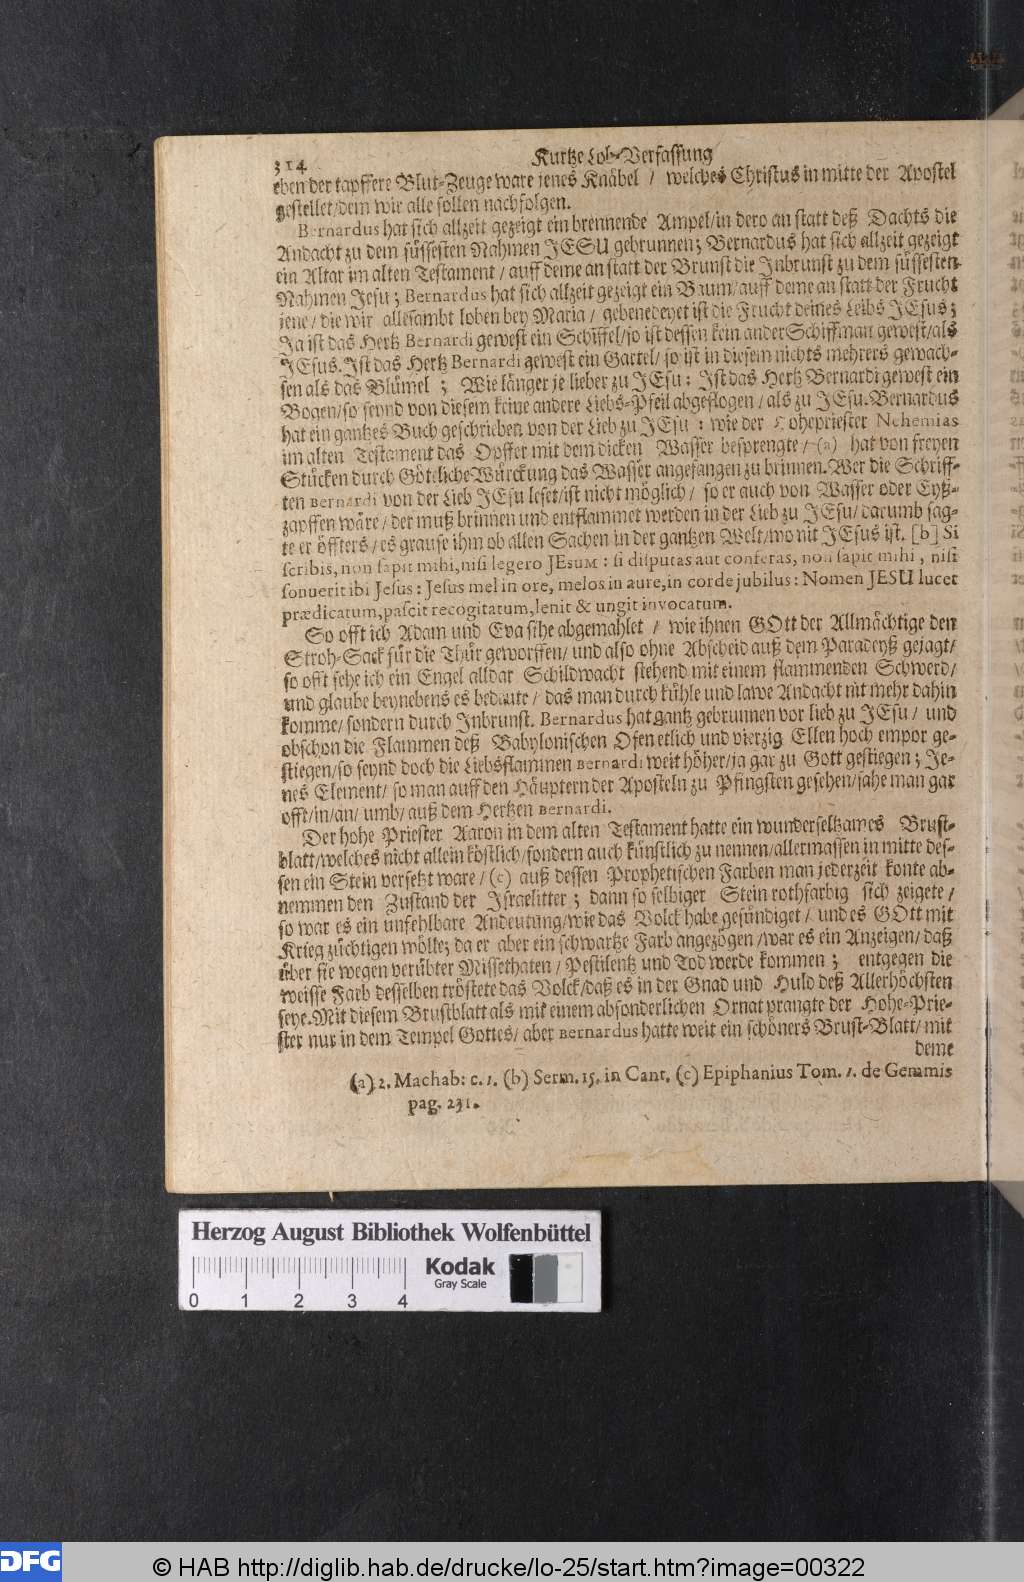 314
Kurtze Lob-Verfassung
eben der tapffere Blut-Zeuge ware jenes Knäbel / welches Christus in mitte der Apostel
gestellet/dem wir alle sollen nachfolgen.
Bernardus hat sich allzeit gezeigt ein brennende Ampel/in dero an statt deß Dachts die
Andacht zu dem süssesten Nahmen JESU gebrunnen; Bernardus hat sich allzeit gezeigt
ein Altar im alten Testament / auff deme an statt der Brunst die Inbrunst zu dem süssesten
Nahmen Jesu; Bernardus hat sich allzeit gezeigt ein Baum/auff deme an statt der Frucht
jene/die wir allesambt loben bey Maria / gebenedeyet ist die Frucht deines Leibs JEsus;
Ja ist das Hertz Bernardi gewest ein Schiffel/so ist dessen kein ander Schiffman gewest/als
JEsus. Ist das Hertz Bernardi gewest ein Gartel/ so ist in diesem nichts mehrers gewach-
sen als das Blümel ; Wie länger je lieber zu JEsu: Ist das Hertz Bernardi gewest ein
Bogen/so seynd von diesem keine andere Liebs-Pfeil abgeflogen / als zu JEsu. Bernardus
hat ein gantzes Buch geschrieben von der Lieb zu JEsu : wie der Hohepriester Nehemias
im alten Testament das Opffer mit dem dicken Wasser besprengte/ (a) hat von freyen
Stücken durch Göttliche Würckung das Wasser angefangen zu brinnen. Wer die Schriff-
ten Bernardi von der Lieb JEsu leset/ist nicht möglich / so er auch von Wasser oder Eyß-
zapffen wäre / der muß brinnen und entflammet werden in der Lieb zu JEsu/ darumb sag-
te er öffters/es grause ihm ob allen Sachen in der gantzen Welt/wo nit JEsus ist. [b] Si
scribis, non sapit mihi, nisi legero JEsum : si disputas aut conferas, non sapit mihi , nisi
sonuerit ibi Jesus : Jesus mel in ore, melos in aure, in corde jubilus : Nomen JESU lucet
prædicatum, pascit recogitatum, lenit & ungit invocatum.
So offt ich Adam und Eva sihe abgemahlet / wie ihnen GOtt der Allmächtige den
Stroh-Sack für die Thür geworffen/ und also ohne Abscheid auß dem Paradeyß gejagt/
so offt sehe ich ein Engel alldar Schildwacht stehend mit einem flammenden Schwerd/
und glaube beynebens es bedeute / das man durch kühle und lawe Andacht nit mehr dahin
komme/ sondern durch Inbrunst. Bernardus hat gantz gebrunnen vor lieb zu JEsu / und
obschon die Flammen deß Babylonischen Ofen etlich und vierzig Ellen hoch empor ge-
stiegen/so seynd doch die Liebsflammen Bernardi weit höher/ja gar zu Gott gestiegen; Je-
nes Element/ so man auff den Häuptern der Aposteln zu Pfingsten gesehen/sahe man gar
offt/in/an/ umb/ auß dem Hertzen Bernardi.
Der hohe Priester Aaron in dem alten Testament hatte ein wunderseltzames Brust-
blatt/welches nicht allein köstlich/sondern auch künstlich zu nennen/allermassen in mitte des-
sen ein Stein versetzt ware / (c) auß dessen Prophetischen Farben man jederzeit konte ab-
nemmen den Zustand der Israelitter; dann so selbiger Stein rothfarbig sich zeigete /
so war es ein unfehlbare Andeutung/wie das Volck habe gesündiget / und es GOtt mit
Krieg züchtigen wölle; da er aber ein schwartze Farb angezogen /war es ein Anzeigen/ daß
über sie wegen verübter Missethaten / Pestilentz und Tod werde kommen ; entgegen die
weisse Farb desselben tröstete das Volck/daß es in der Gnad und Huld deß Allerhöchsten
seye. Mit diesem Brustblatt als mit einem absonderlichen Ornat prangte der Hohe-Prie-
ster nur in dem Tempel Gottes/ aber Bernardus hatte weit ein schöners Brust-Blatt/ mit
deme
(a) 2. Machab: c. 1. (b) Serm. 15. in Cant. (c) Epiphanius Tom. 1. de Gemmis
pag. 231.
Herzog August Bibliothek Wolfenbüttel
0 1 2 3 4
Kodak
Gray Scale
DFG
© HAB http://diglib.hab.de/drucke/lo-25/start.htm?image=00322